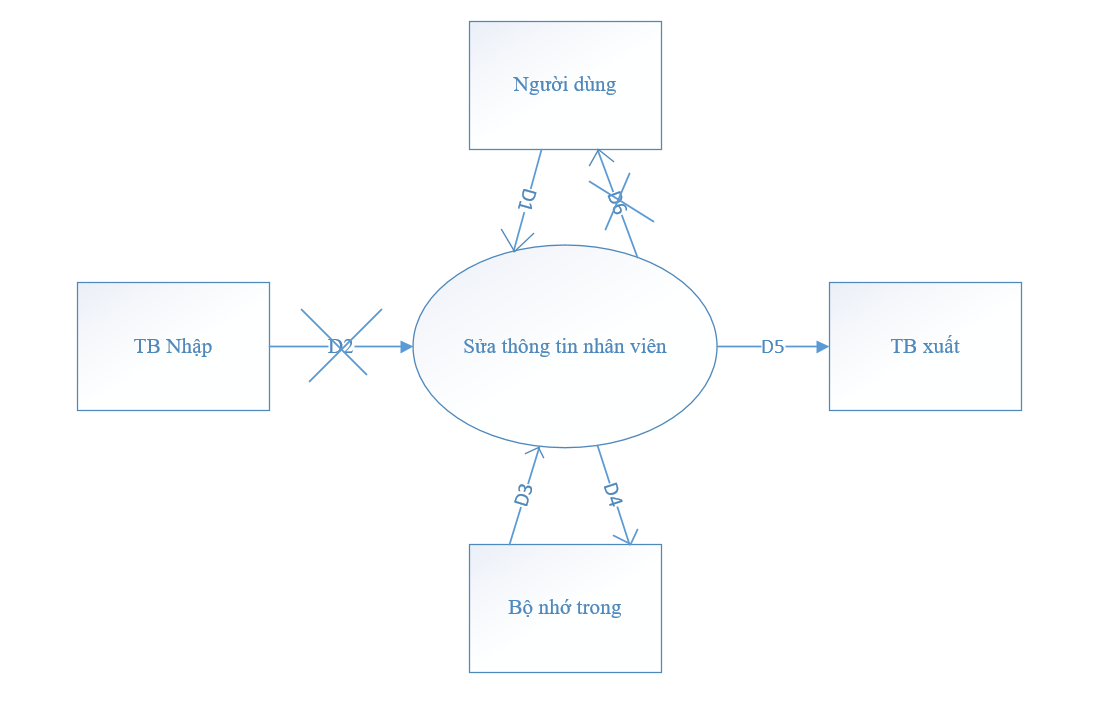 Người dùng
D1
D6
TB Nhập
D2
Sửa thông tin nhân viên
D5
TB xuất
D3
D4
Bộ nhớ trong